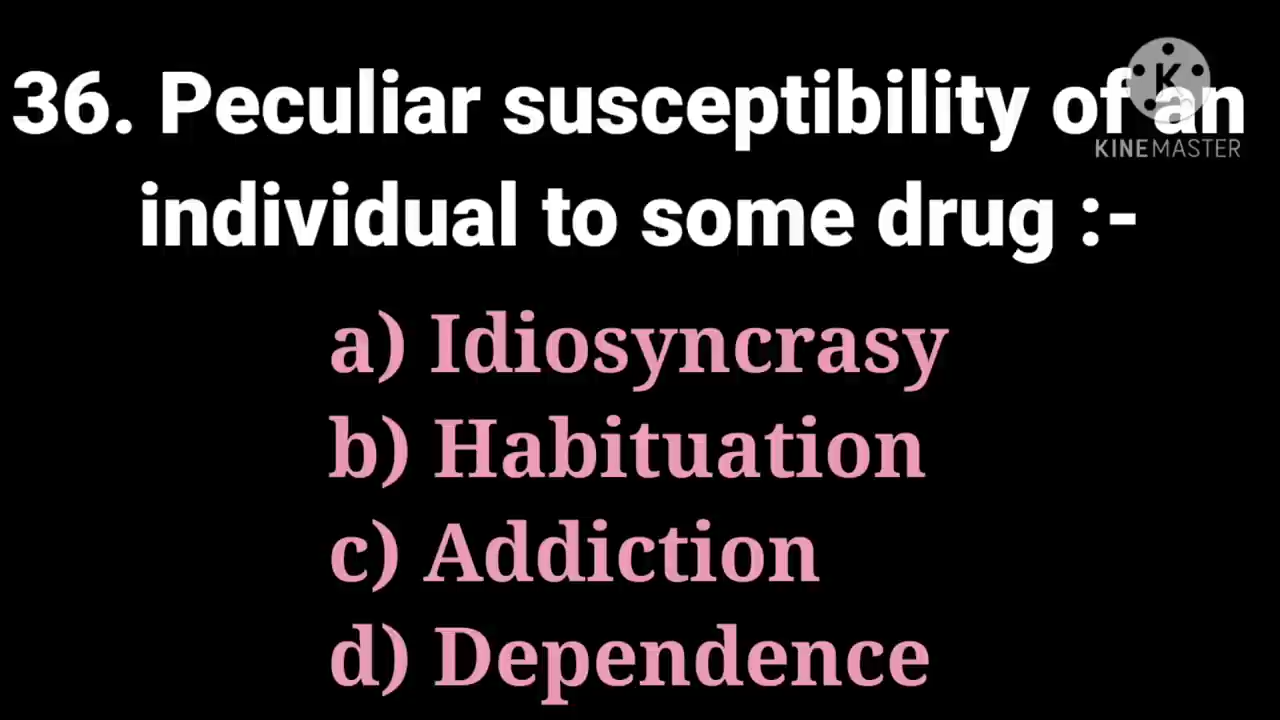 36. Peculiar susceptibility of an
K
KINEMASTER
individual to some drug :-
a) Idiosyncrasy
b) Habituation
c) Addiction
d) Dependence